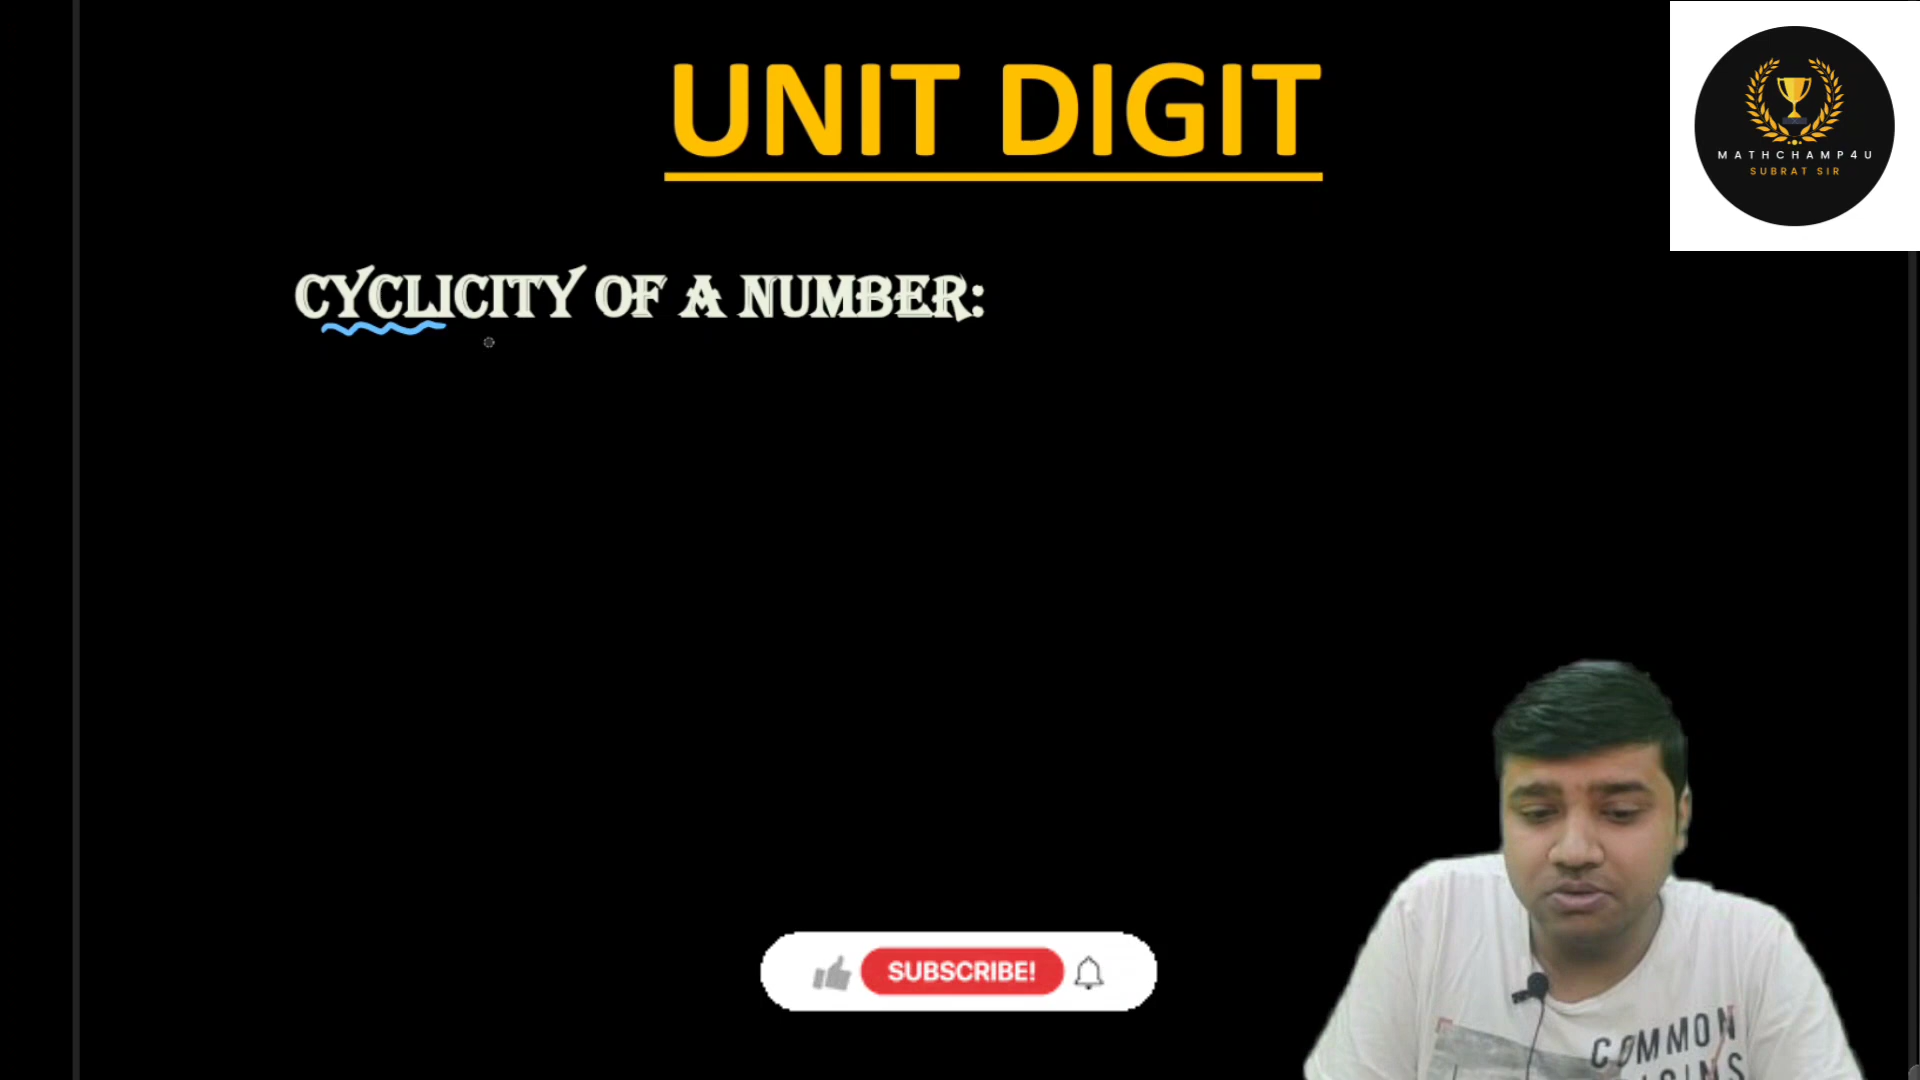 UNIT DIGIT
MATHCHAMP4U
SUBRAT SIR
CYCLICITY OF A NUMBER:
SUBSCRIBE!
COMMON